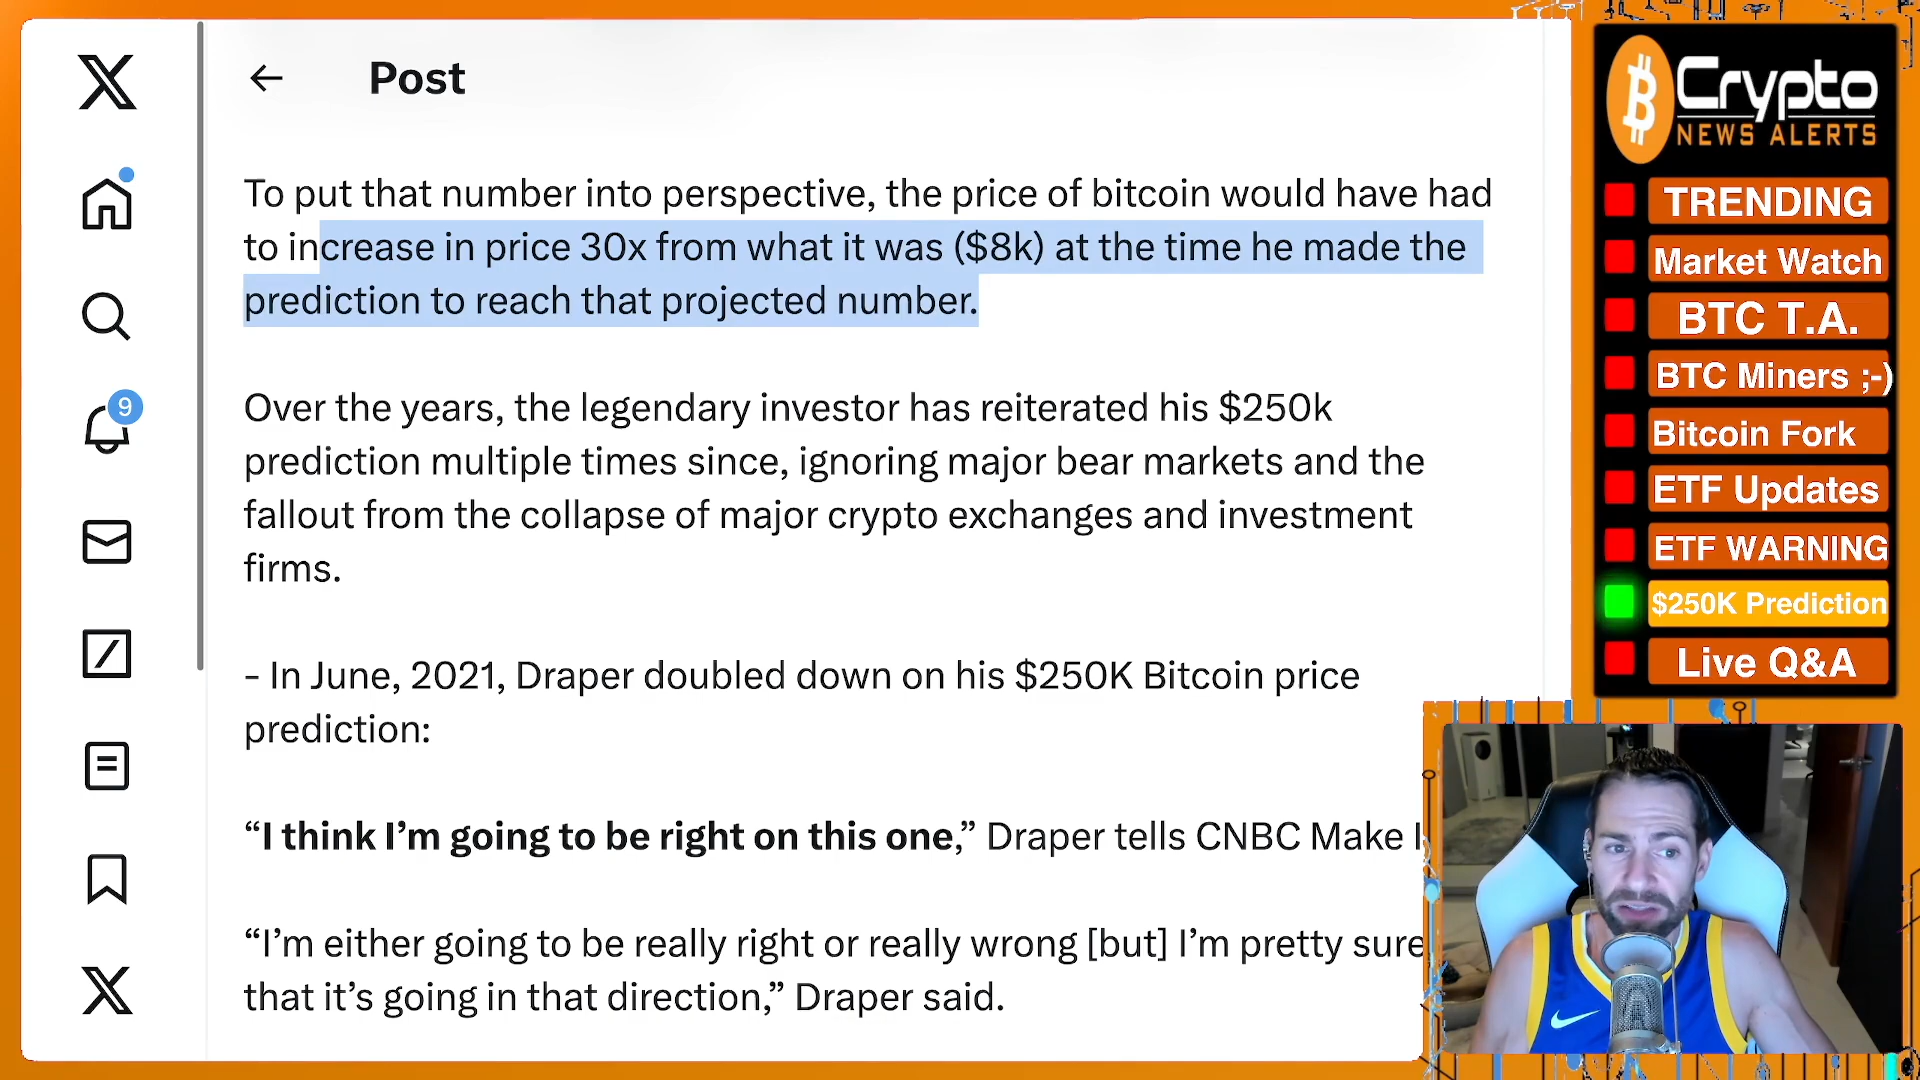 Post
To put that number into perspective, the price of bitcoin would have had
to increase in price 30x from what it was ($8k) at the time he made the
prediction to reach that projected number.
Over the years, the legendary investor has reiterated his $250k
prediction multiple times since, ignoring major bear markets and the
fallout from the collapse of major crypto exchanges and investment
firms.
- In June, 2021, Draper doubled down on his $250K Bitcoin price
prediction:
“I think I’m going to be right on this one,” Draper tells CNBC Make I
“I’m either going to be really right or really wrong [but] I’m pretty sure
that it’s going in that direction,” Draper said.
9
Crypto
NEWS ALERTS
TRENDING
Market Watch
BTC T.A.
BTC Miners ;-)
Bitcoin Fork
ETF Updates
ETF WARNING
$250K Prediction
Live Q&A